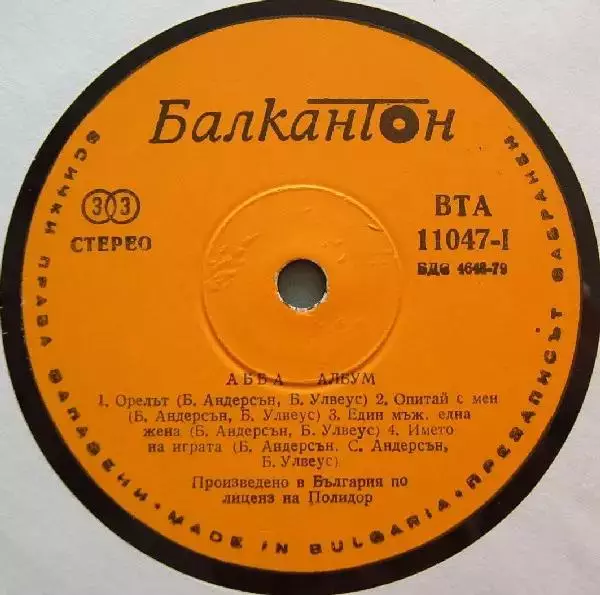 Балкантон
33
СТЕРЕО
ВТА
11047-I
БДС 4648-79
АББА АЛБУМ
1. Орелът (Б. Андерсън, Б. Улвеус) 2. Опитай с мен
(Б. Андерсън, Б. Улвеус) 3. Един мъж. една
жена (Б. Андерсън, Б. Улвеус) 4. Името
на играта (Б. Андерсън. С. Андерсън,
Б. Улвеус)
Произведено в България по
лиценз на Полидор
ВСИЧКИ ПРАВА ЗАПАЗЕНИ • MADE IN BULGARIA • ПРЕЗАПИСЪТ ЗАБРАНЕН